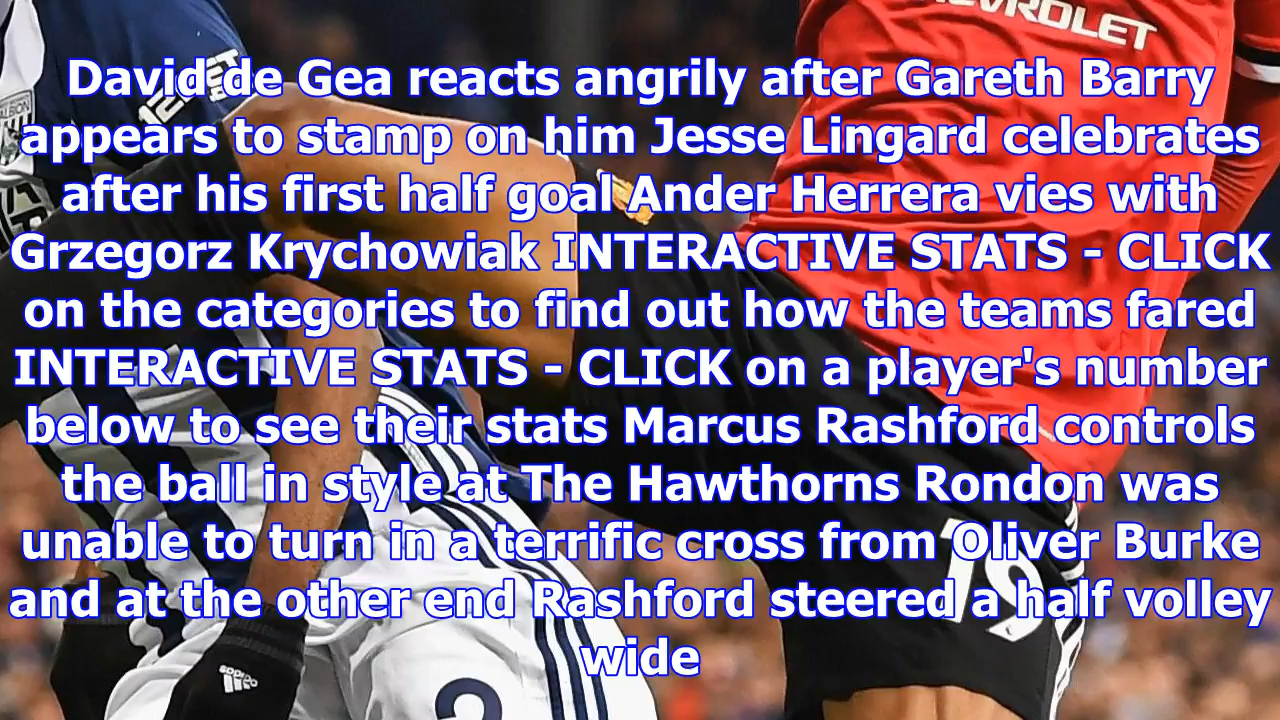 CHEVROLET
David de Gea reacts angrily after Gareth Barry
appears to stamp on him Jesse Lingard celebrates
after his first half goal Ander Herrera vies with
Grzegorz Krychowiak INTERACTIVE STATS - CLICK
on the categories to find out how the teams fared
INTERACTIVE STATS - CLICK on a player's number
below to see their stats Marcus Rashford controls
the ball in style at The Hawthorns Rondon was
unable to turn in a terrific cross from Oliver Burke
and at the other end Rashford steered a half volley
wide
19
adidas
2